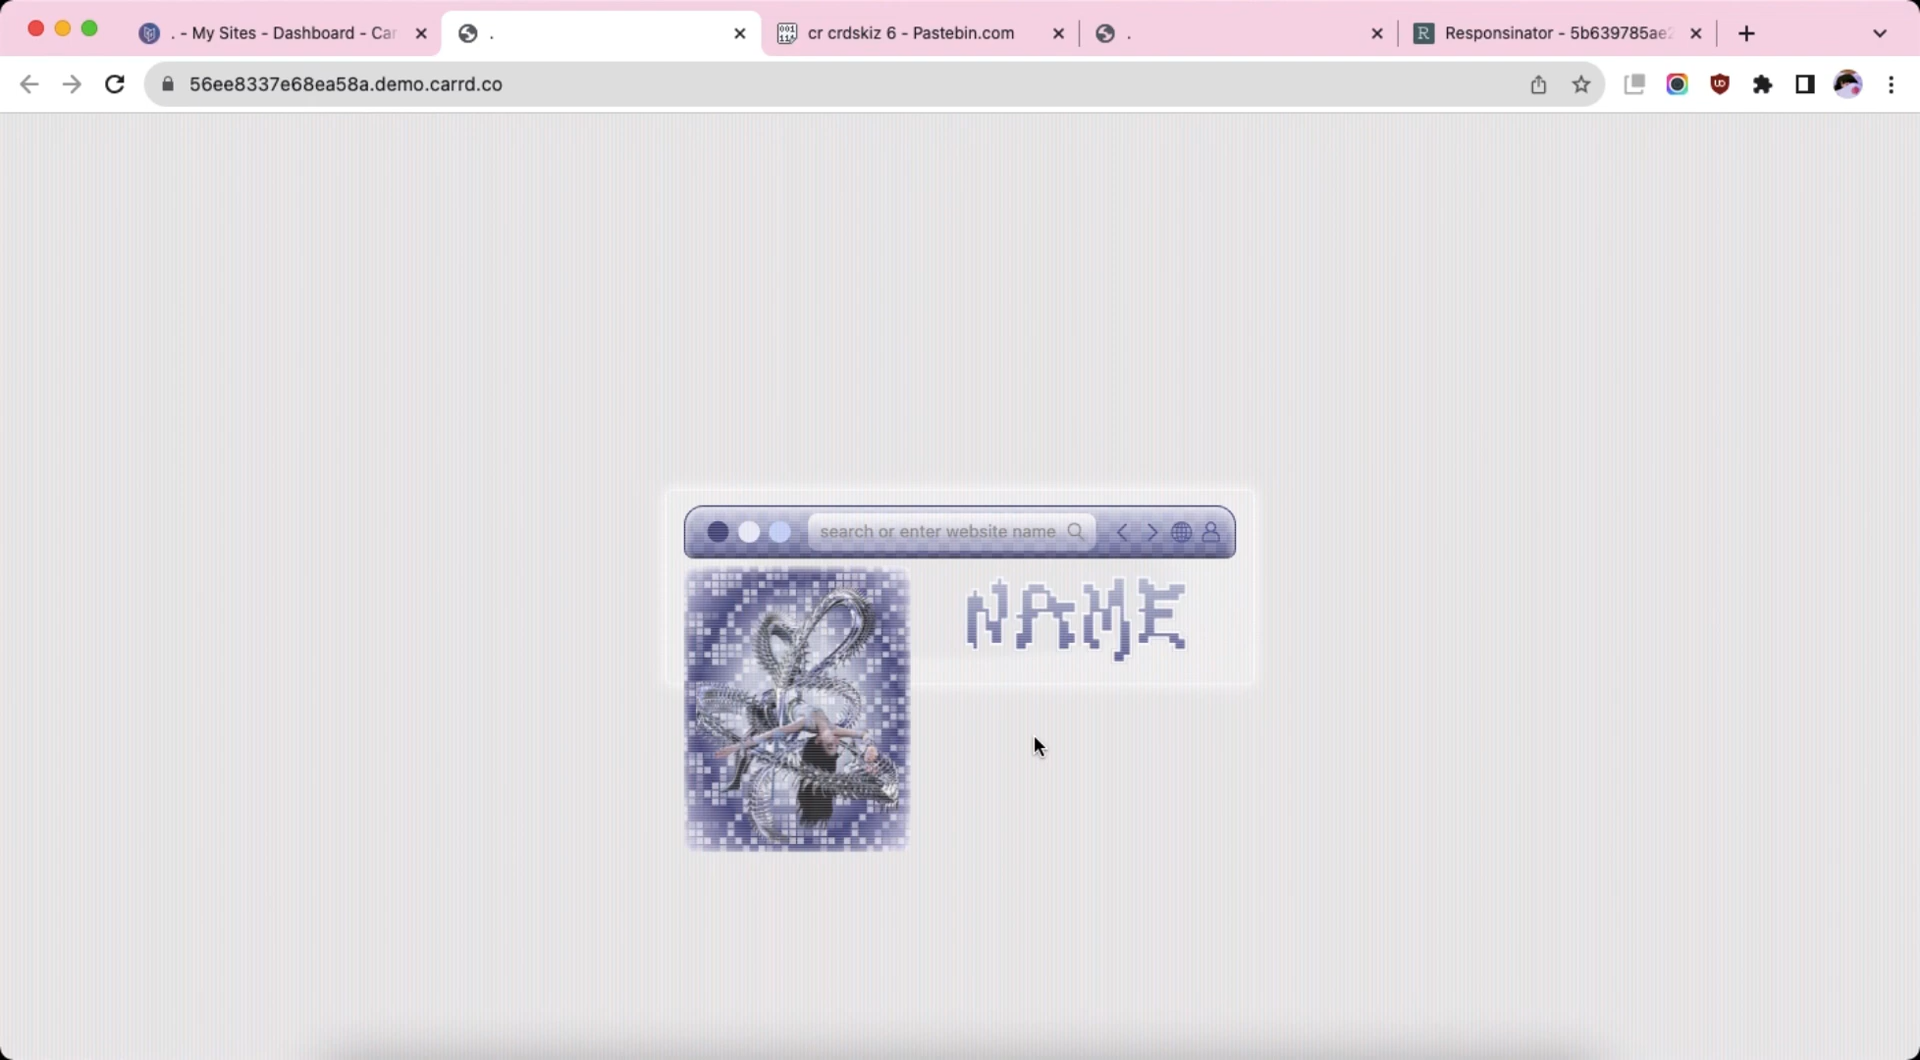 . - My Sites - Dashboard - Car
.
cr crdskiz 6 - Pastebin.com
.
Responsinator - 5b639785ae2
56ee8337e68ea58a.demo.carrd.co
search or enter website name
NAME